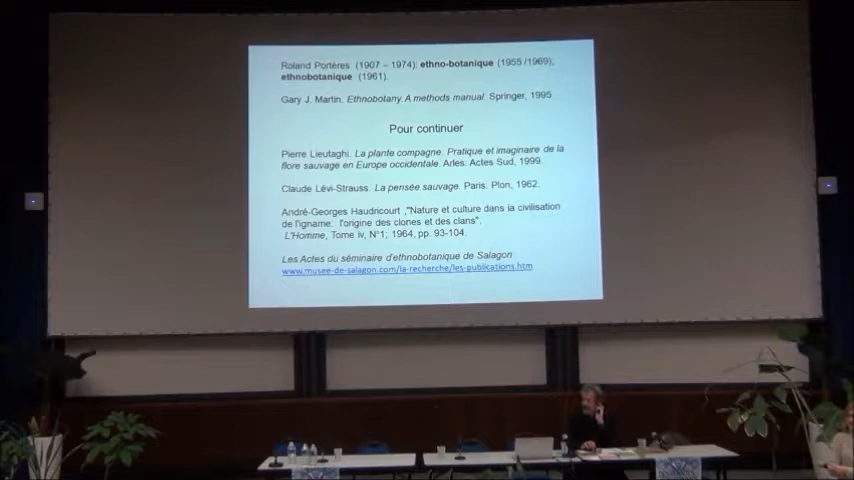 Roland Portères (1907 – 1974): ethno-botanique (1955 /1969);
ethnobotanique (1961).
Gary J. Martin. Ethnobotany. A methods manual. Springer, 1995
Pour continuer
Pierre Lieutaghi. La plante compagne. Pratique et imaginaire de la
flore sauvage en Europe occidentale. Arles. Actes Sud, 1999.
Claude Lévi-Strauss. La pensée sauvage. Paris. Plon, 1962.
André-Georges Haudricourt ,"Nature et culture dans la civilisation
de l'igname: l'origine des clones et des clans".
L'Homme, Tome iv, N°1; 1964, pp. 93-104.
Les Actes du séminaire d'ethnobotanique de Salagon
www.musee-de-salagon.com/la-recherche/les-publications.htm